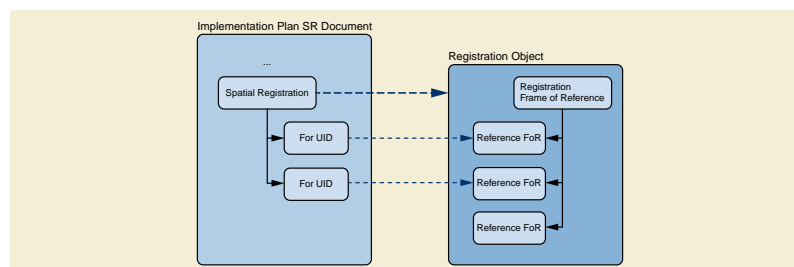 Implementation Plan SR Document
...
Spatial Registration
For UID
For UID
Registration Object
Registration
Frame of Reference
Reference FoR
Reference FoR
Reference FoR